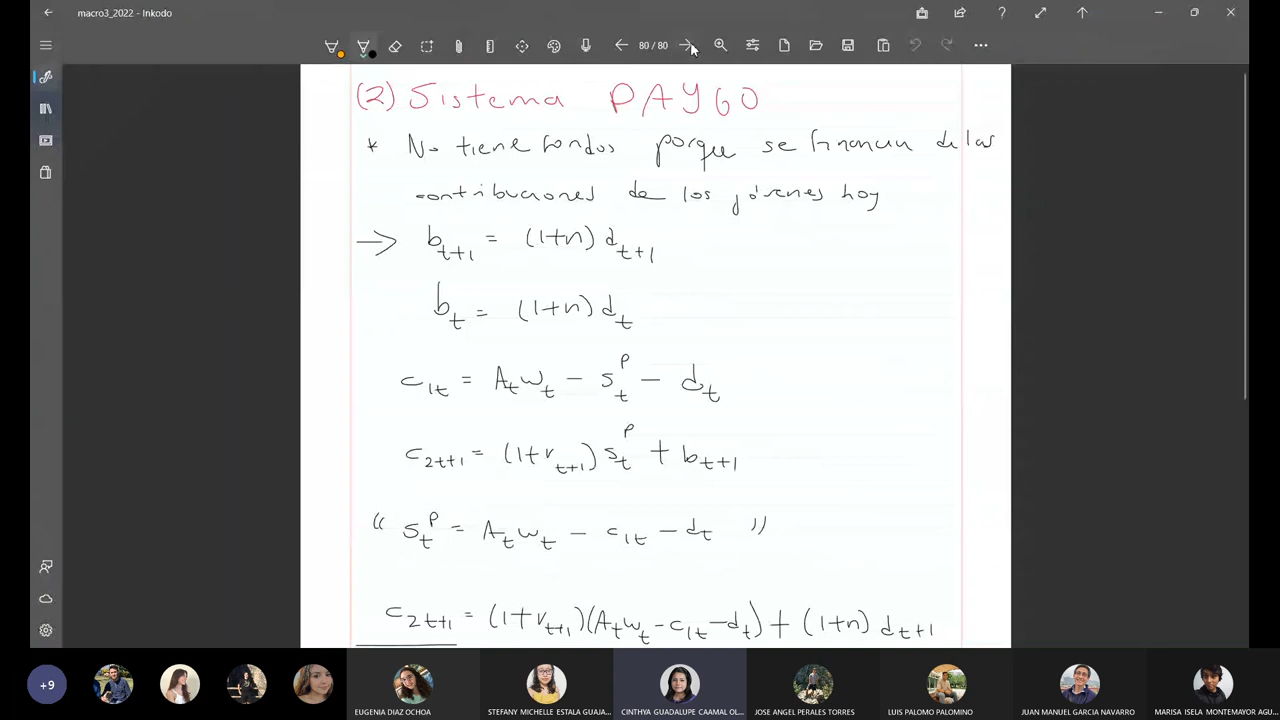 macro3_2022 - Inkodo
80 / 80
(2) Sistema PAYGO
* No tiene fondos porque se financian de las
contribuciones de los jóvenes hoy
→ b_{t+1} = (1+n) d_{t+1}
b_t = (1+n) d_t
c_{1t} = A_t w_t - s_t^P - d_t
c_{2t+1} = (1+r_{t+1}) s_t^P + b_{t+1}
“ s_t^P = A_t w_t - c_{1t} - d_t ”
c_{2t+1} = (1+r_{t+1})(A_t w_t - c_{1t} - d_t) + (1+n) d_{t+1}
+9
EUGENIA DIAZ OCHOA
STEFANY MICHELLE ESTALA GUAJA...
CINTHYA GUADALUPE CAAMAL OL...
JOSE ANGEL PERALES TORRES
LUIS PALOMO PALOMINO
JUAN MANUEL GARCIA NAVARRO
MARISA ISELA MONTEMAYOR AGU...